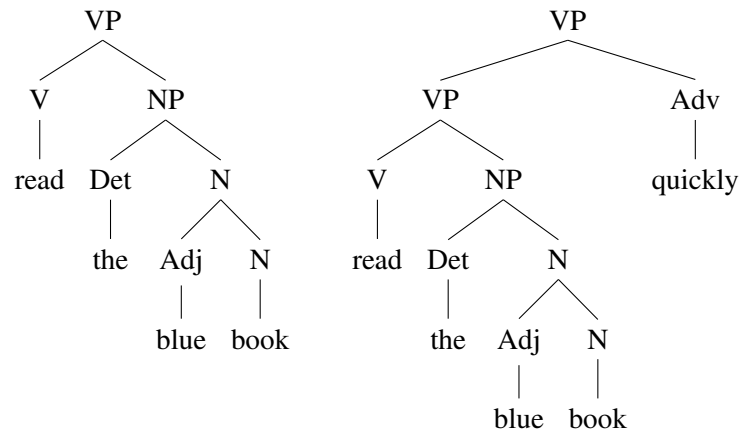 VP VP
V NP VP Adv
read Det N V NP quickly
the Adj N read Det N
blue book the Adj N
blue book